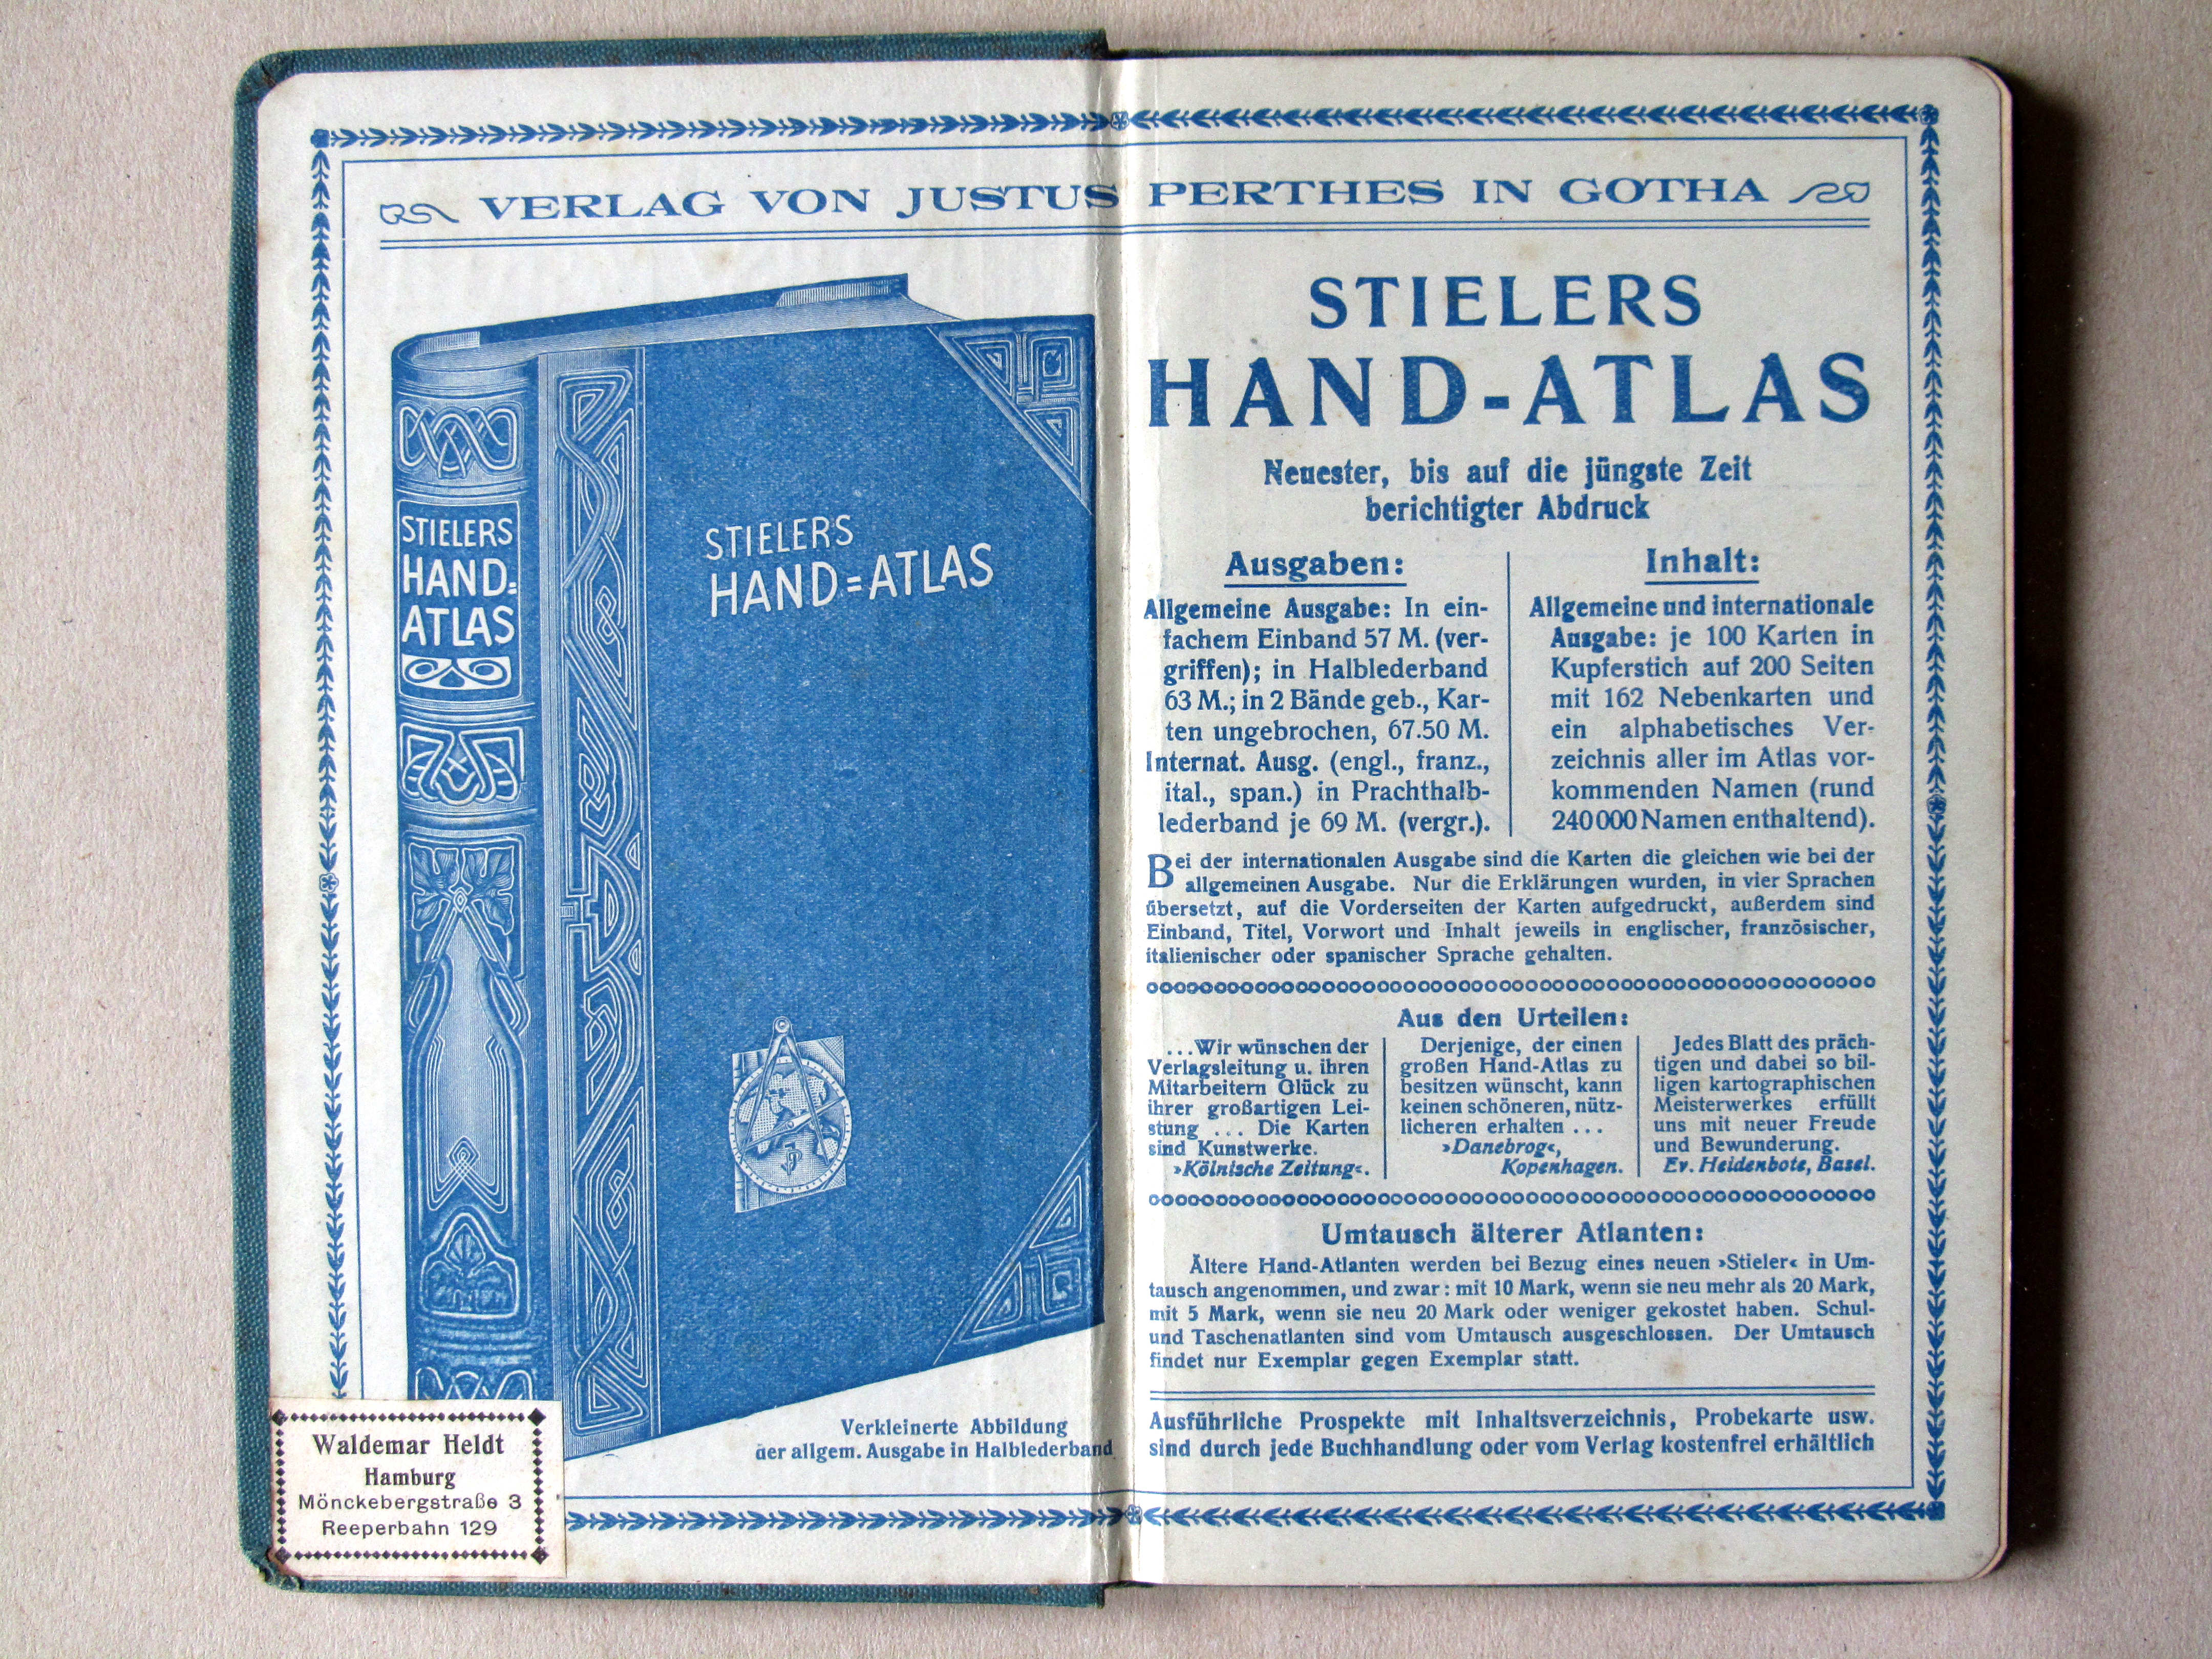 VERLAG VON JUSTUS PERTHES IN GOTHA
STIELERS
HAND=
ATLAS
STIELERS
HAND=ATLAS
Verkleinerte Abbildung
der allgem. Ausgabe in Halblederband
Waldemar Heldt
Hamburg
Mönckebergstraße 3
Reeperbahn 129
STIELERS
HAND-ATLAS
Neuester, bis auf die jüngste Zeit
berichtigter Abdruck
Ausgaben:
Allgemeine Ausgabe: In ein-
fachem Einband 57 M. (ver-
griffen); in Halblederband
63 M.; in 2 Bände geb., Kar-
ten ungebrochen, 67.50 M.
Internat. Ausg. (engl., franz.,
ital., span.) in Prachthalb-
lederband je 69 M. (vergr.).
Inhalt:
Allgemeine und internationale
Ausgabe: je 100 Karten in
Kupferstich auf 200 Seiten
mit 162 Nebenkarten und
ein alphabetisches Ver-
zeichnis aller im Atlas vor-
kommenden Namen (rund
240000 Namen enthaltend).
Bei der internationalen Ausgabe sind die Karten die gleichen wie bei der
allgemeinen Ausgabe. Nur die Erklärungen wurden, in vier Sprachen
übersetzt, auf die Vorderseiten der Karten aufgedruckt, außerdem sind
Einband, Titel, Vorwort und Inhalt jeweils in englischer, französischer,
italienischer oder spanischer Sprache gehalten.
Aus den Urteilen:
...Wir wünschen der
Verlagsleitung u. ihren
Mitarbeitern Glück zu
ihrer großartigen Lei-
stung ... Die Karten
sind Kunstwerke.
»Kölnische Zeitung«.
Derjenige, der einen
großen Hand-Atlas zu
besitzen wünscht, kann
keinen schöneren, nütz-
licheren erhalten ...
»Danebrog«,
Kopenhagen.
Jedes Blatt des präch-
tigen und dabei so bil-
ligen kartographischen
Meisterwerkes erfüllt
uns mit neuer Freude
und Bewunderung.
Ev. Heidenbote, Basel.
Umtausch älterer Atlanten:
Ältere Hand-Atlanten werden bei Bezug eines neuen »Stieler« in Um-
tausch angenommen, und zwar: mit 10 Mark, wenn sie neu mehr als 20 Mark,
mit 5 Mark, wenn sie neu 20 Mark oder weniger gekostet haben. Schul-
und Taschenatlanten sind vom Umtausch ausgeschlossen. Der Umtausch
findet nur Exemplar gegen Exemplar statt.
Ausführliche Prospekte mit Inhaltsverzeichnis, Probekarte usw.
sind durch jede Buchhandlung oder vom Verlag kostenfrei erhältlich